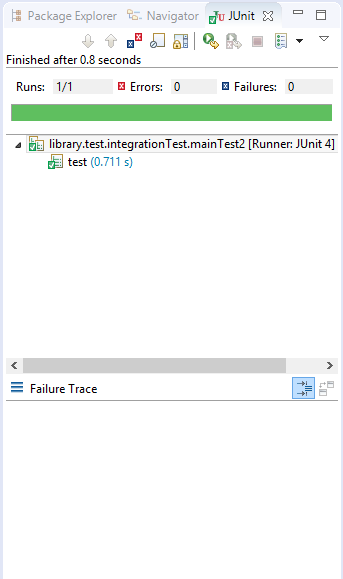 Package Explorer Navigator JUnit
Finished after 0.8 seconds
Runs: 1/1 Errors: 0 Failures: 0
library.test.integrationTest.mainTest2 [Runner: JUnit 4]
test (0.711 s)
Failure Trace